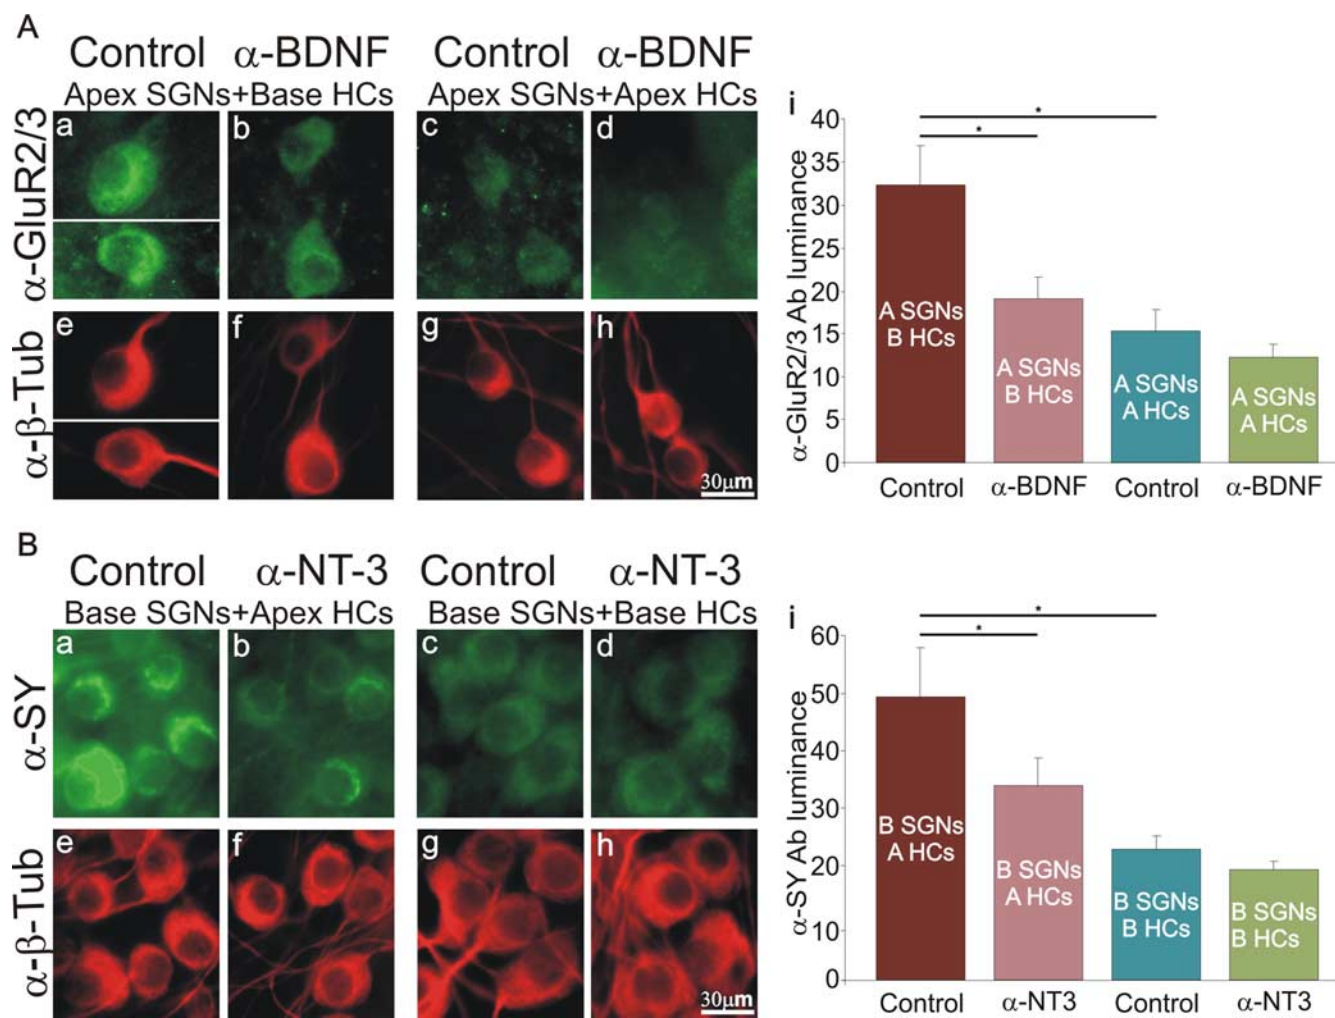 A
Control α-BDNF Control α-BDNF
Apex SGNs+Base HCs Apex SGNs+Apex HCs
α-GluR2/3
a b c d
α-β-Tub
e f g h
30μm
i
α-GluR2/3 Ab luminance
40
35
30
25
20
15
10
5
0
* *
A SGNs
B HCs
A SGNs
B HCs
A SGNs
A HCs
A SGNs
A HCs
Control α-BDNF Control α-BDNF
B
Control α-NT-3 Control α-NT-3
Base SGNs+Apex HCs Base SGNs+Base HCs
α-SY
a b c d
α-β-Tub
e f g h
30μm
i
α-SY Ab luminance
60
50
40
30
20
10
0
* *
B SGNs
A HCs
B SGNs
A HCs
B SGNs
B HCs
B SGNs
B HCs
Control α-NT3 Control α-NT3